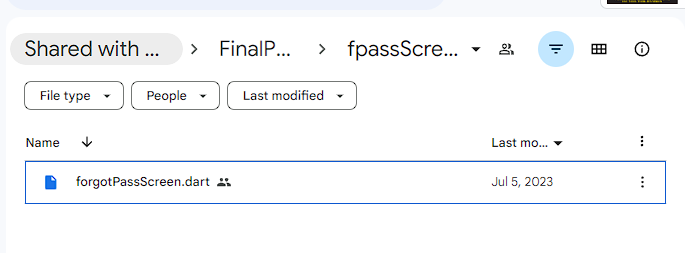 Shared with ... > FinalP... > fpassScre...
File type People Last modified
Name Last mo...
forgotPassScreen.dart Jul 5, 2023